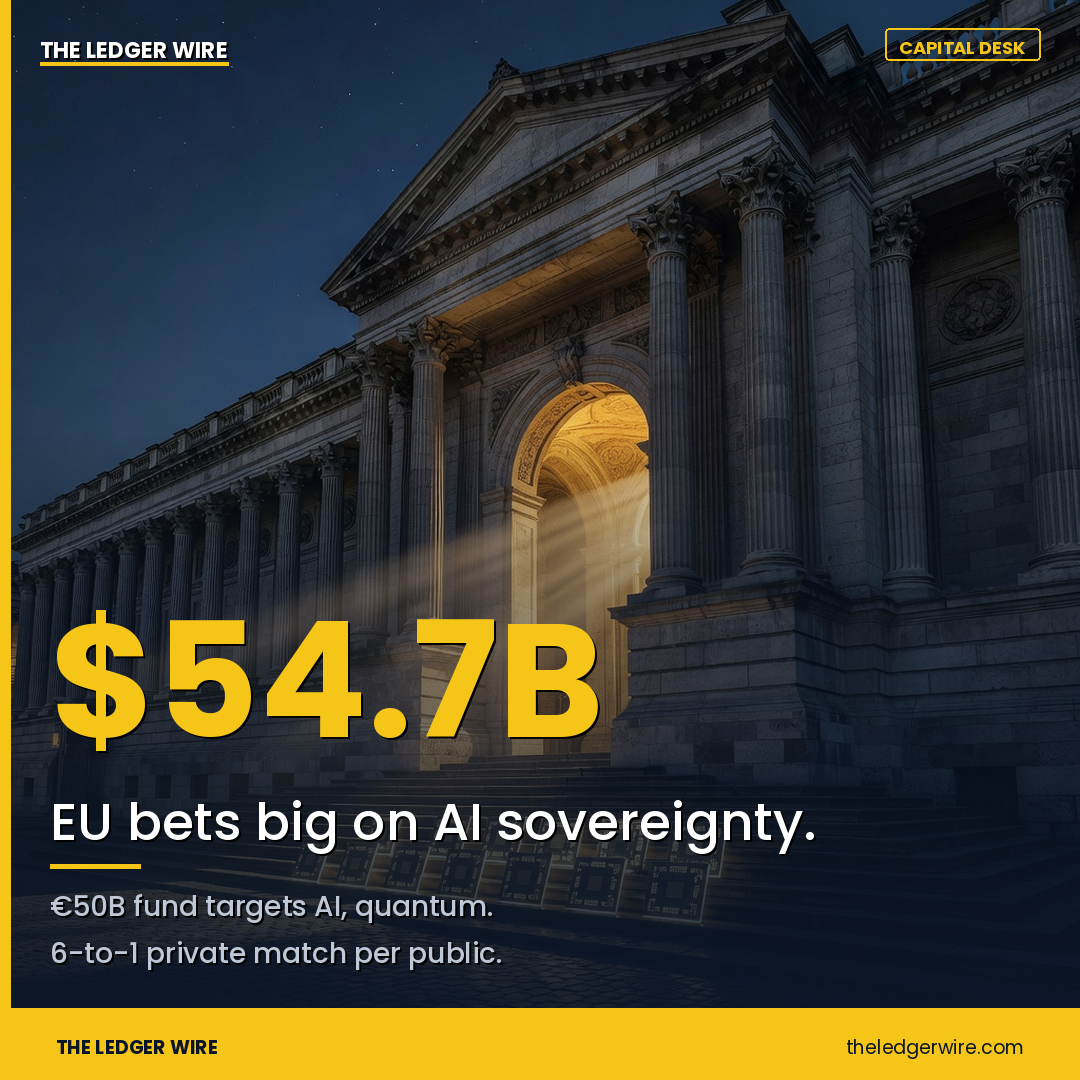 THE LEDGER WIRE
CAPITAL DESK
$54.7B
EU bets big on AI sovereignty.
€50B fund targets AI, quantum.
6-to-1 private match per public.
THE LEDGER WIRE
theledgerwire.com